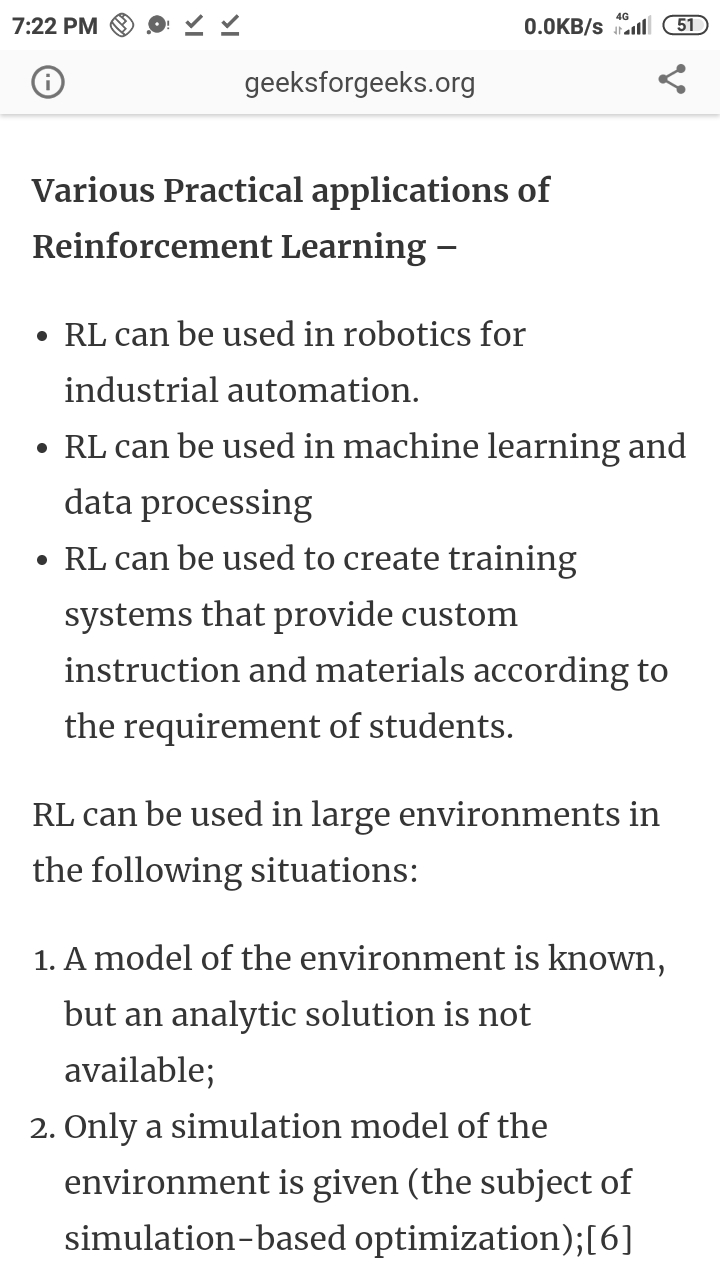 7:22 PM 0.0KB/s 4G 51
geeksforgeeks.org
Various Practical applications of
Reinforcement Learning –
• RL can be used in robotics for
industrial automation.
• RL can be used in machine learning and
data processing
• RL can be used to create training
systems that provide custom
instruction and materials according to
the requirement of students.
RL can be used in large environments in
the following situations:
1. A model of the environment is known,
but an analytic solution is not
available;
2. Only a simulation model of the
environment is given (the subject of
simulation-based optimization);[6]